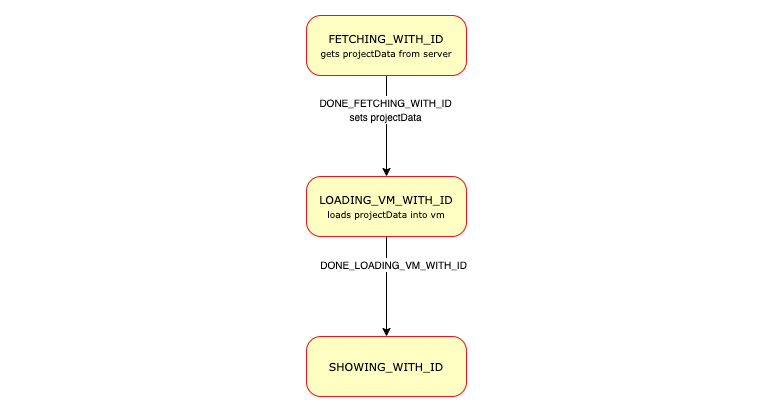 FETCHING_WITH_ID
gets projectData from server
DONE_FETCHING_WITH_ID
sets projectData
LOADING_VM_WITH_ID
loads projectData into vm
DONE_LOADING_VM_WITH_ID
SHOWING_WITH_ID